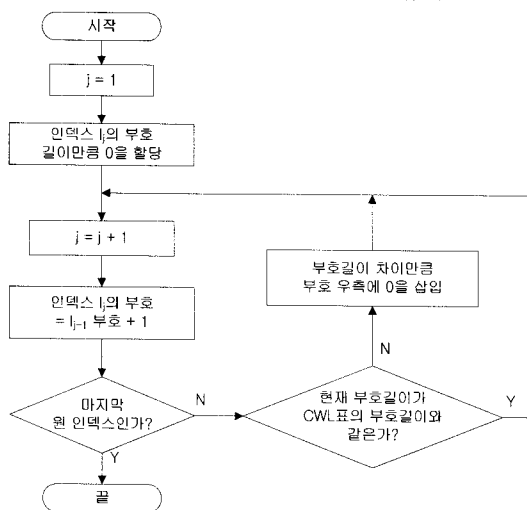 시작
j = 1
인덱스 Ij의 부호
길이만큼 0을 할당
j = j + 1
부호길이 차이만큼
부호 우측에 0을 삽입
인덱스 Ij의 부호
= Ij-1 부호 + 1
N
마지막
원 인덱스인가?
N
현재 부호길이가
CWL표의 부호길이와
같은가?
Y
Y
끝